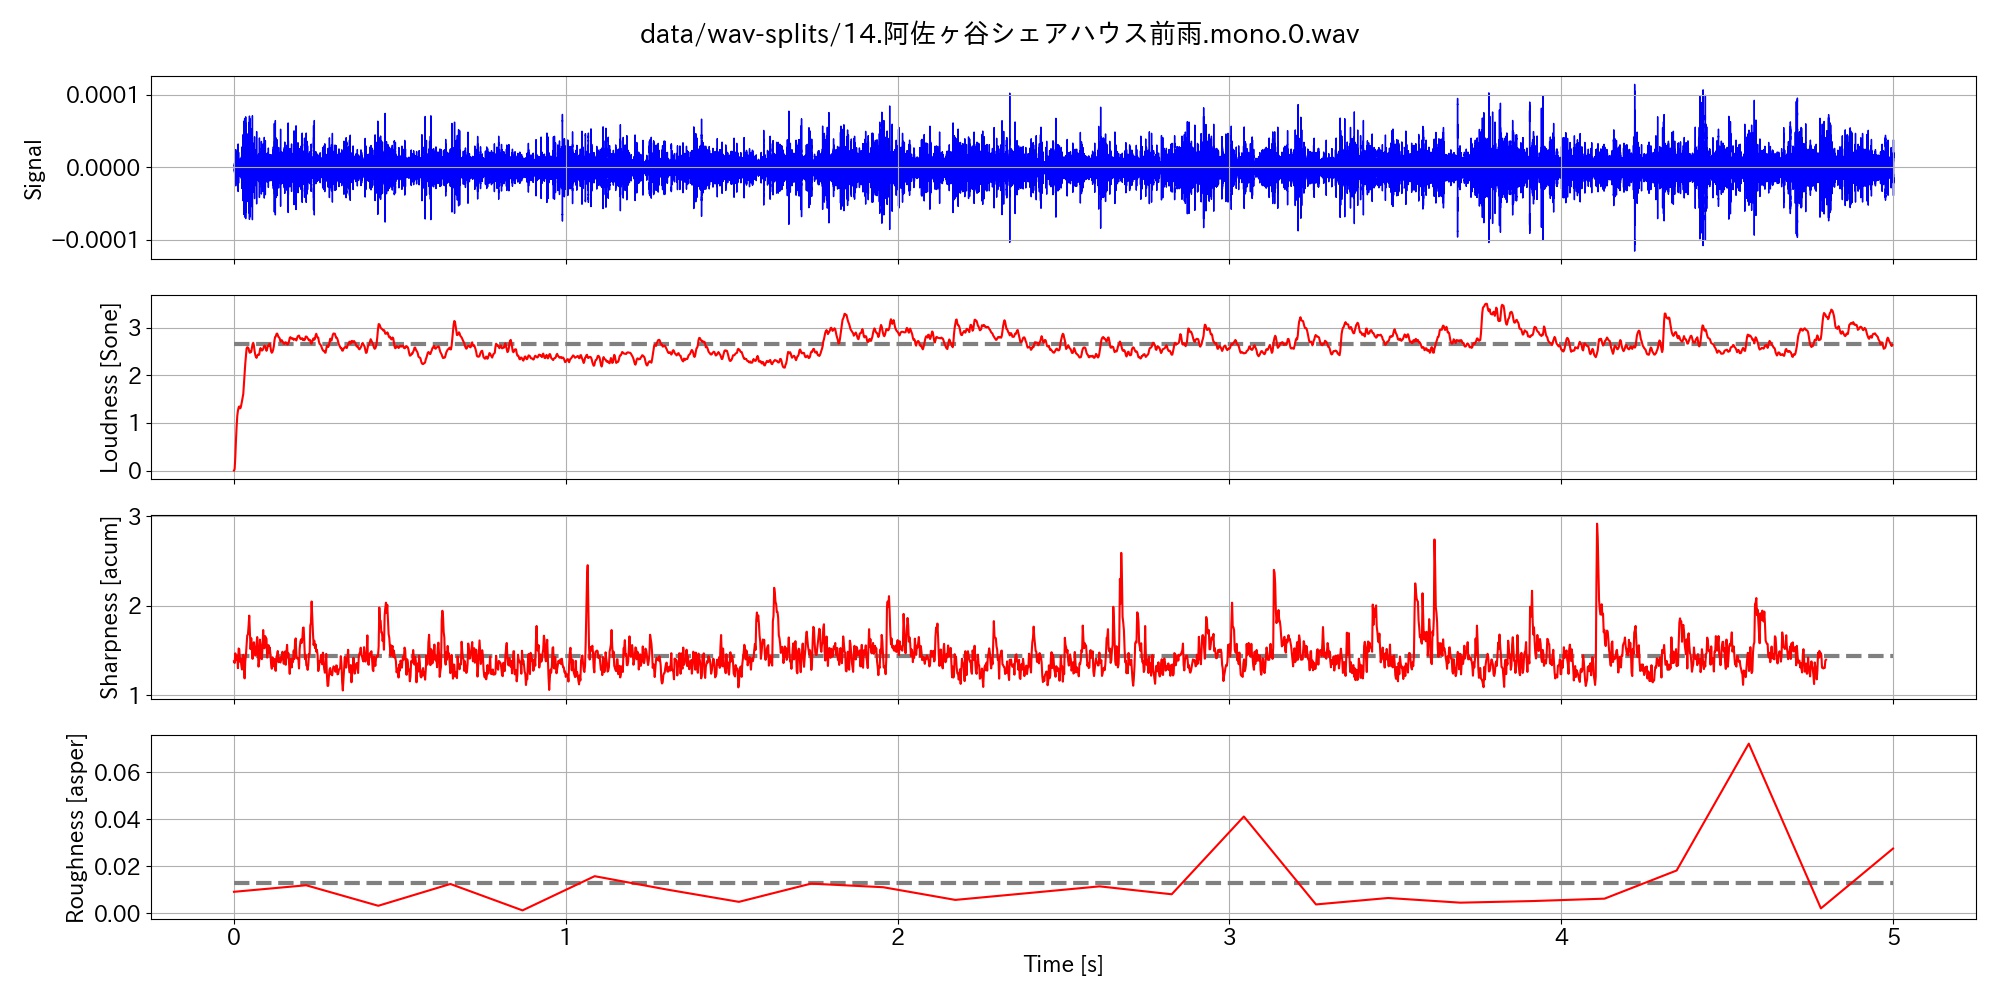 data/wav-splits/14.阿佐ヶ谷シェアハウス前雨.mono.0.wav
Signal
0.0001
0.0000
−0.0001
Loudness [Sone]
3
2
1
0
Sharpness [acum]
3
2
1
Roughness [asper]
0.06
0.04
0.02
0.00
0 1 2 3 4 5
Time [s]